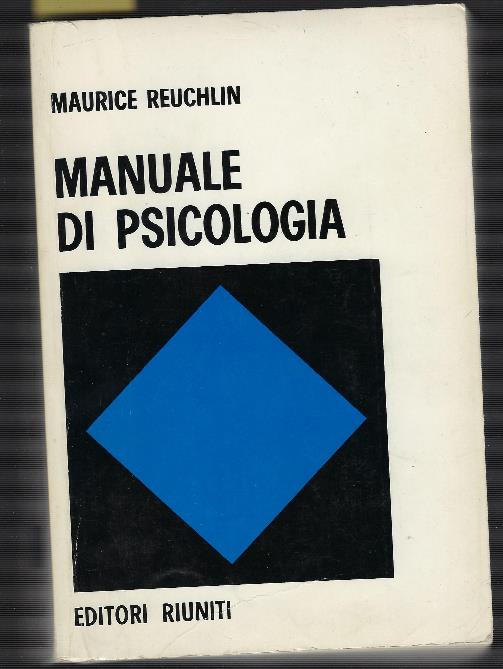 MAURICE REUCHLIN
MANUALE
DI PSICOLOGIA
EDITORI RIUNITI